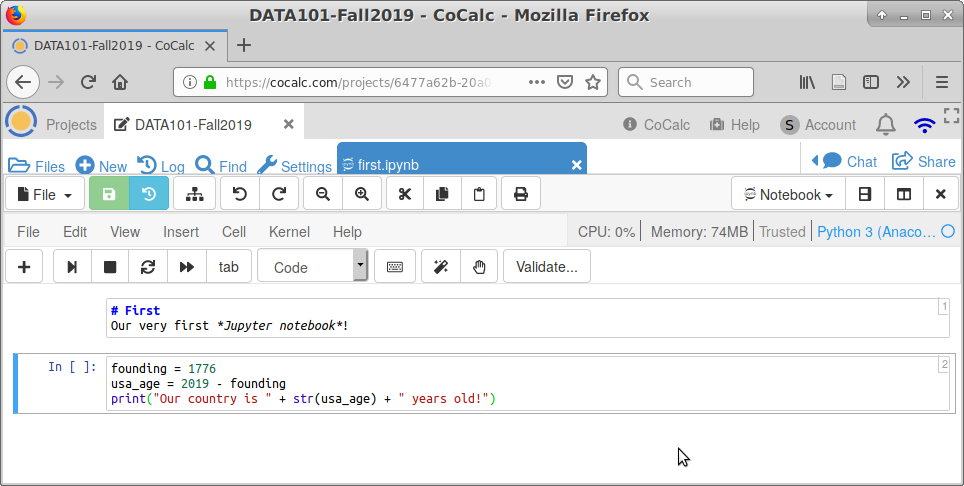 DATA101-Fall2019 - CoCalc - Mozilla Firefox
DATA101-Fall2019 - CoCalc
https://cocalc.com/projects/6477a62b-20a0 Search
Projects DATA101-Fall2019 CoCalc Help S Account
Files New Log Find Settings first.ipynb Chat Share
File Notebook
File Edit View Insert Cell Kernel Help CPU: 0% Memory: 74MB Trusted Python 3 (Anaco...
tab Code Validate...
# First 1
Our very first *Jupyter notebook*!
In [ ]: founding = 1776 2
usa_age = 2019 - founding
print("Our country is " + str(usa_age) + " years old!")